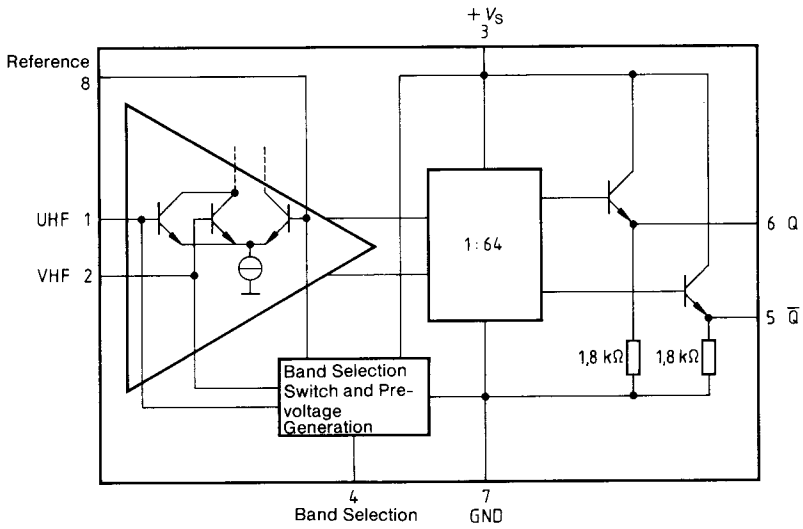 + Vs
3
Reference
8
UHF 1
VHF 2
1:64
6 Q
5 Q̅
1,8 kΩ 1,8 kΩ
Band Selection
Switch and Pre-
voltage
Generation
4
Band Selection
7
GND